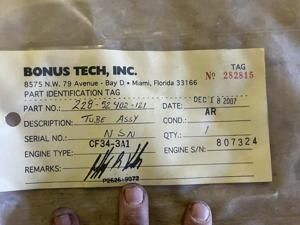 BONUS TECH, INC. TAG
8575 N.W. 79 Avenue - Bay D • Miami, Florida 33166 No 282815
PART IDENTIFICATION TAG
PART NO.: 228-52402-121 DATE: DEC 18 2007
DESCRIPTION: TUBE ASSY COND.: AR
SERIAL NO.: NSN QTY.: 1
ENGINE TYPE: CF34-3A1 ENGINE S/N: 807324
REMARKS: